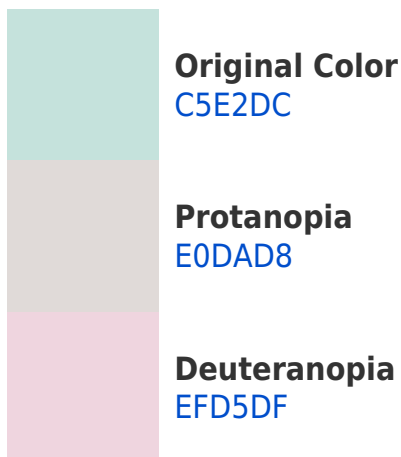 Original Color
C5E2DC
Protanopia
E0DAD8
Deuteranopia
EFD5DF